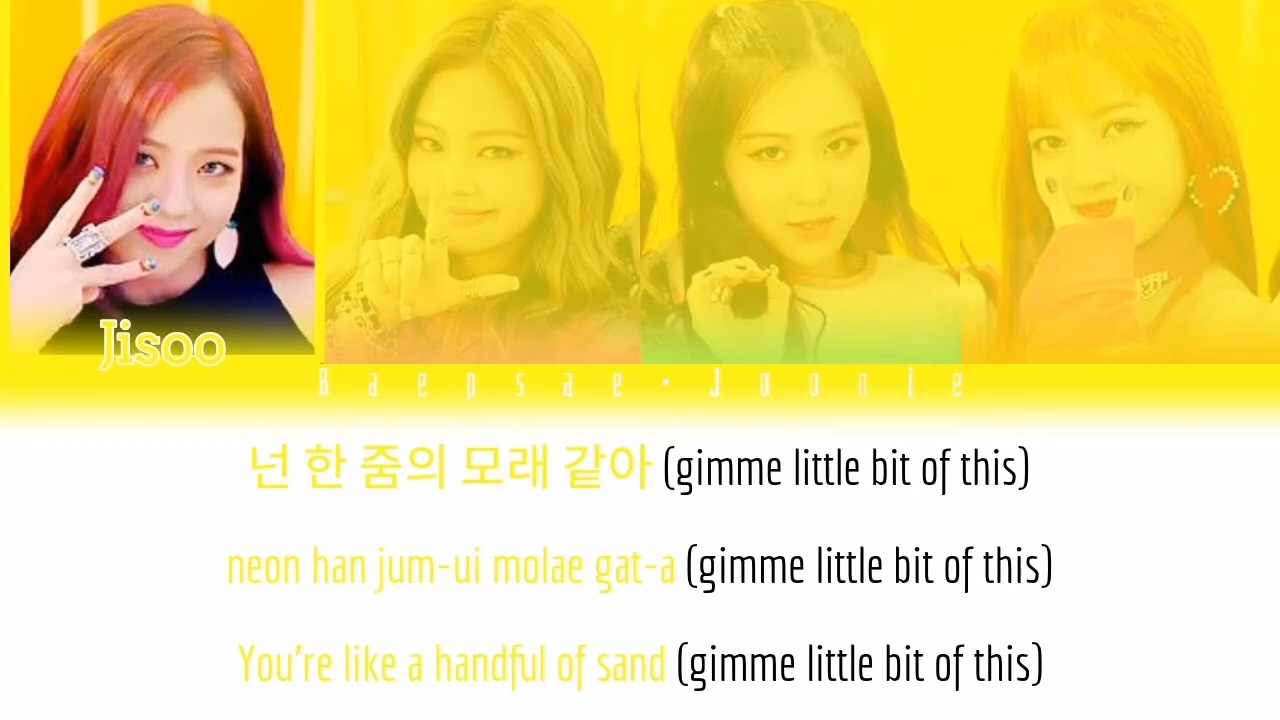 Jisoo
Baepsae·Joonie
넌 한 줌의 모래 같아 (gimme little bit of this)
neon han jum-ui molae gat-a (gimme little bit of this)
You're like a handful of sand (gimme little bit of this)